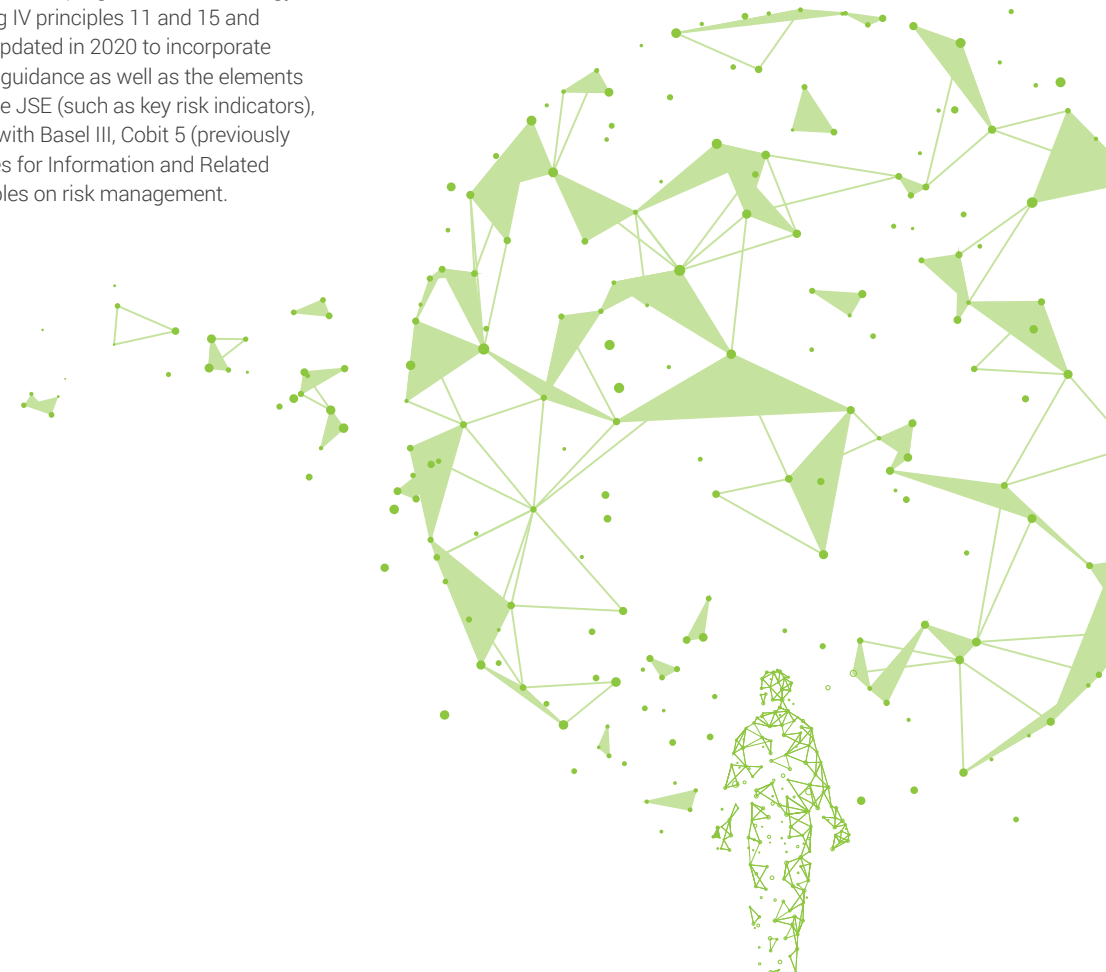 g IV principles 11 and 15 and
pdated in 2020 to incorporate
guidance as well as the elements
e JSE (such as key risk indicators),
with Basel III, Cobit 5 (previously
es for Information and Related
oles on risk management.